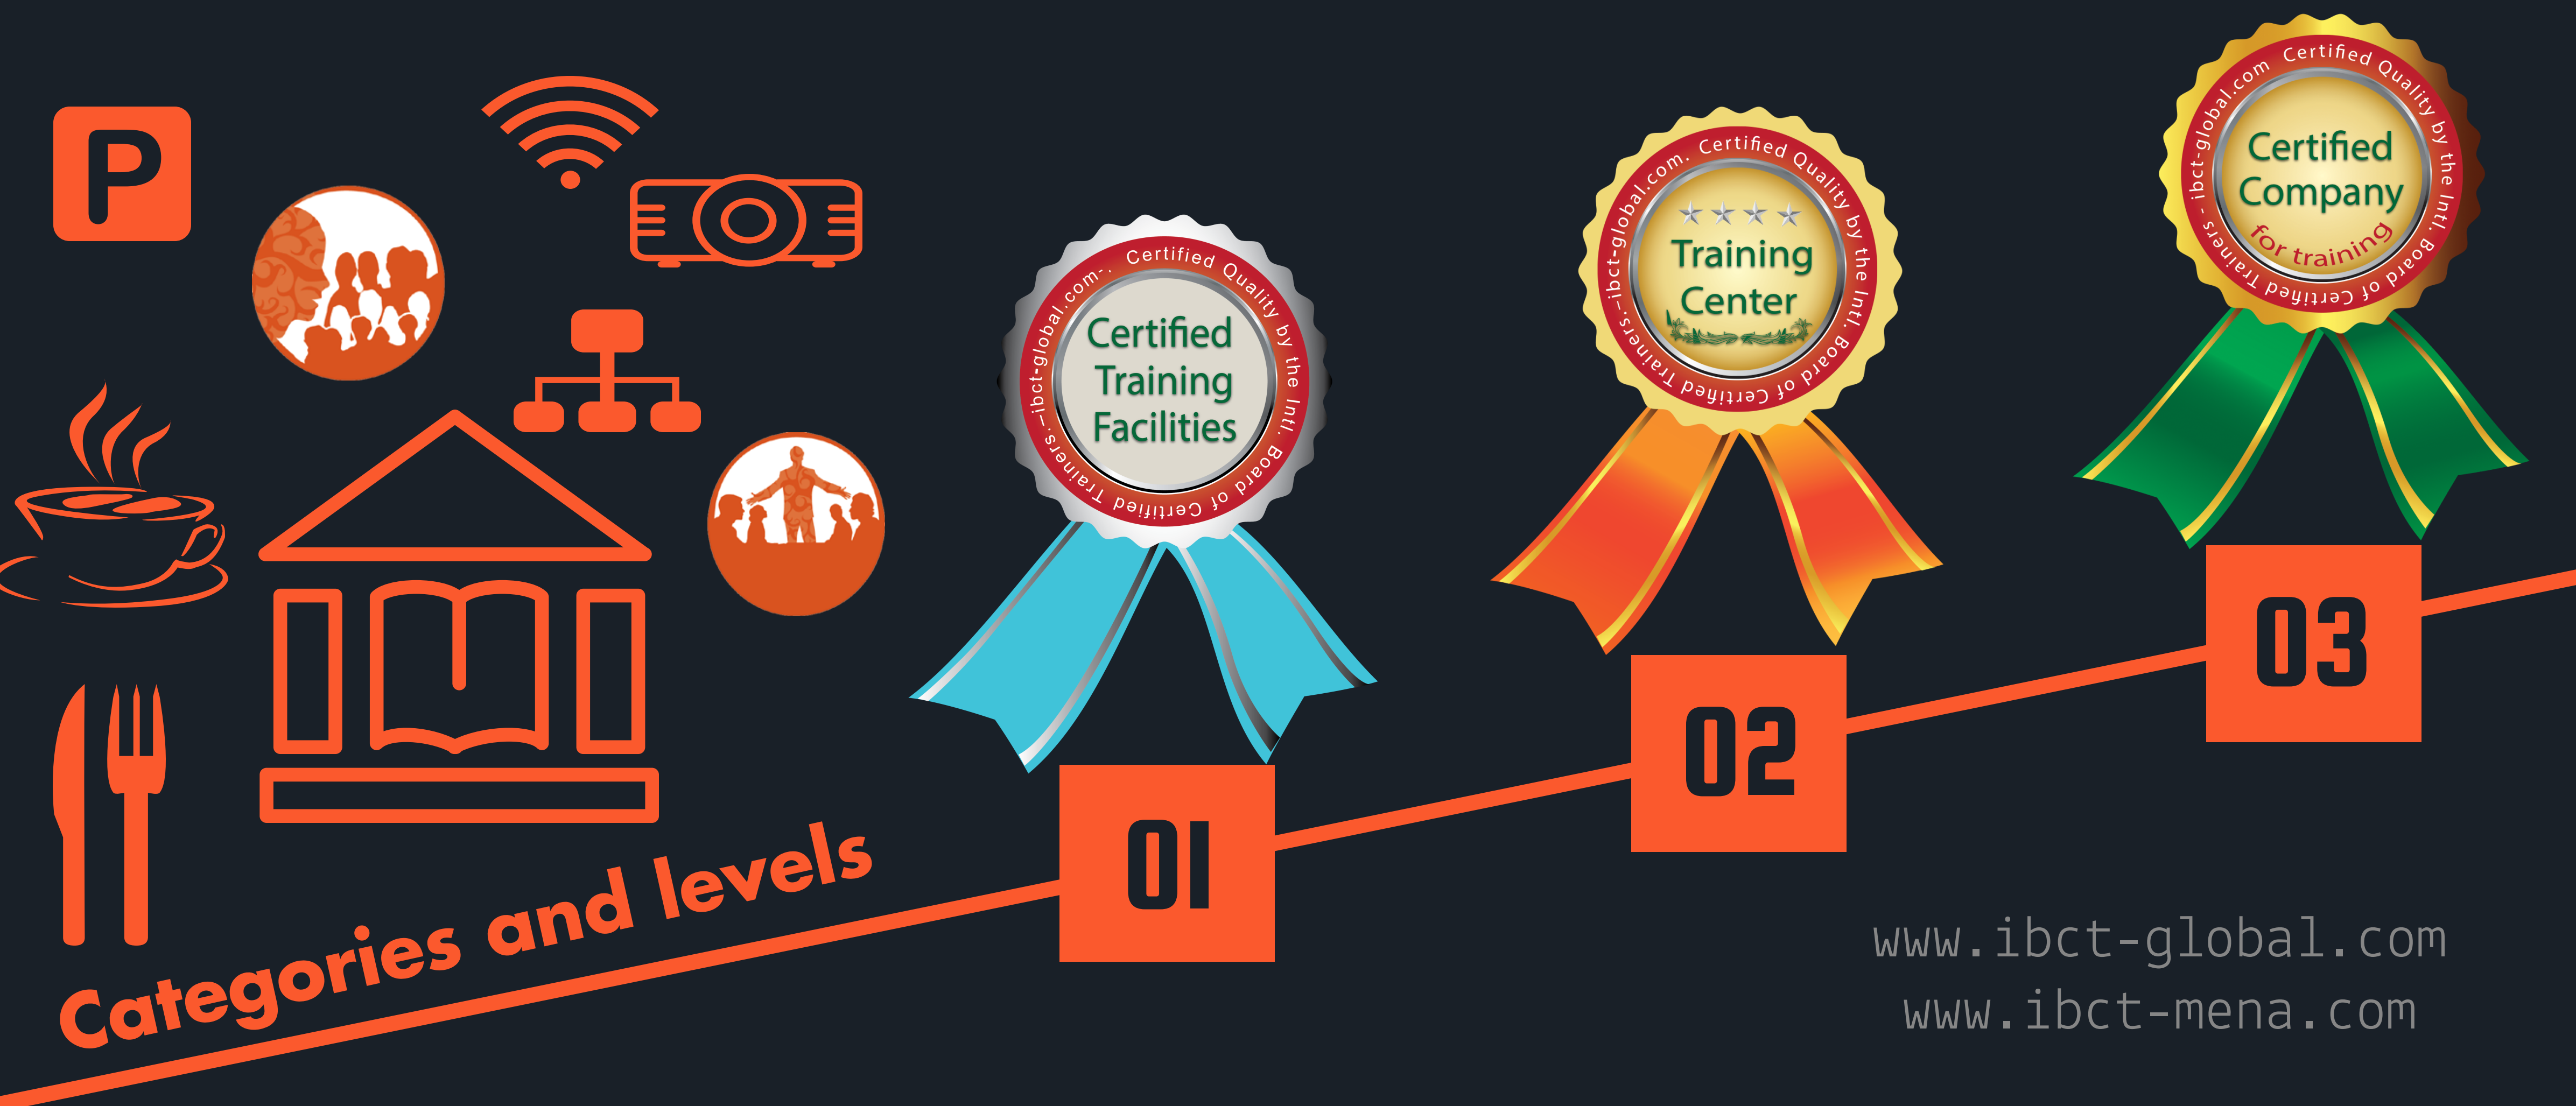 P
Certified Quality by the Intl. Board of Certified Trainers.-ibct-global.com-.
Certified
Training
Facilities
01
Certified Quality by the Intl. Board of Certified Trainers.-ibct-global.com.
Training
Center
02
Certified Quality by the Intl. Board of Certified Trainers - ibct-global.com
Certified
Company
for training
03
Categories and levels
www.ibct-global.com
www.ibct-mena.com